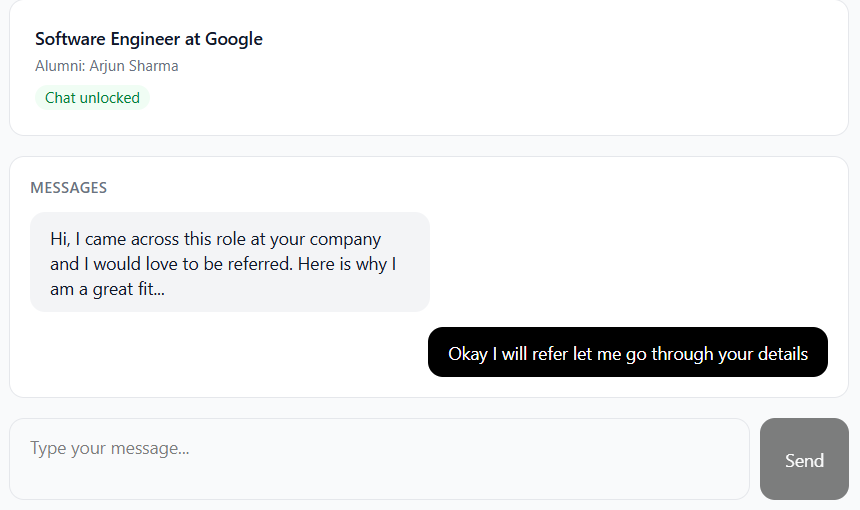 Software Engineer at Google
Alumni: Arjun Sharma
Chat unlocked
MESSAGES
Hi, I came across this role at your company
and I would love to be referred. Here is why I
am a great fit...
Okay I will refer let me go through your details
Type your message...
Send